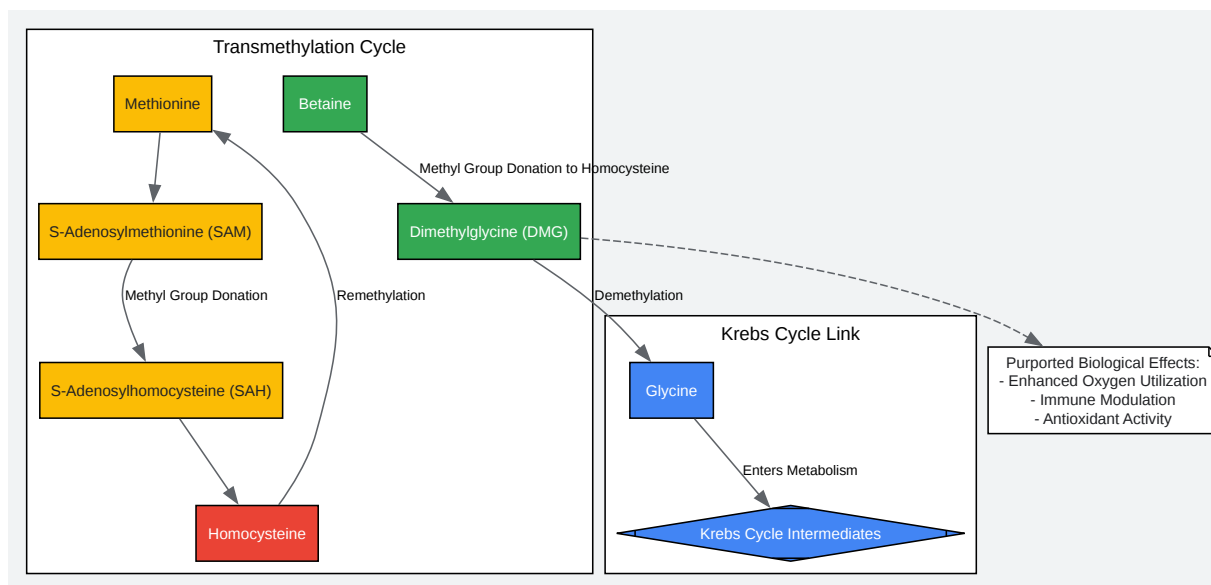 Transmethylation Cycle
Methionine
Betaine
Methyl Group Donation to Homocysteine
S-Adenosylmethionine (SAM)
Dimethylglycine (DMG)
Methyl Group Donation
Remethylation
Demethylation
Krebs Cycle Link
S-Adenosylhomocysteine (SAH)
Glycine
Purported Biological Effects:
- Enhanced Oxygen Utilization
- Immune Modulation
- Antioxidant Activity
Enters Metabolism
Homocysteine
Krebs Cycle Intermediates